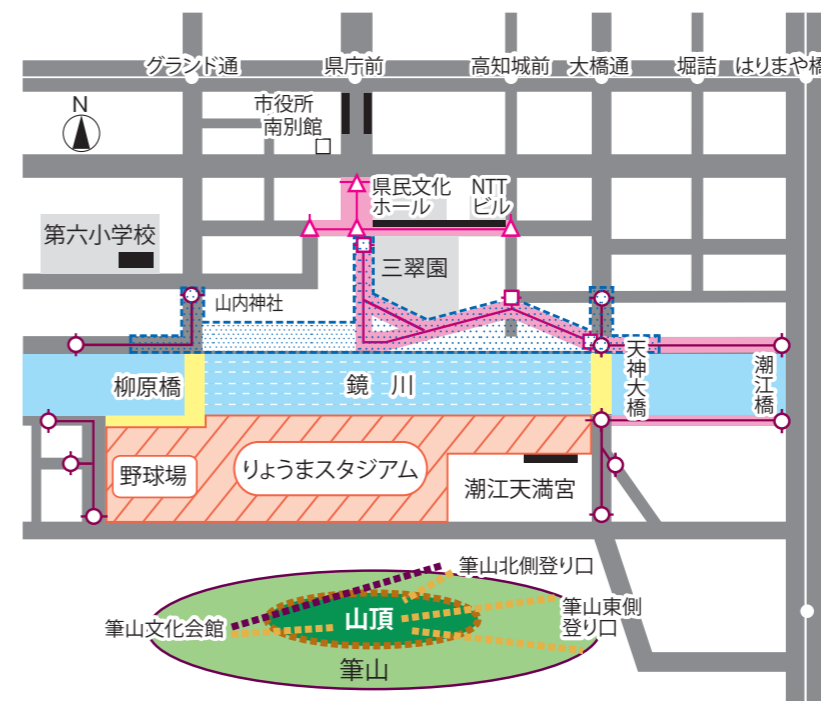 グランド通
県庁前
高知城前
大橋通
堀詰
はりまや橋
N
市役所
南別館
県民文化
ホール
NTT
ビル
第六小学校
三翠園
山内神社
柳原橋
鏡川
天神大橋
潮江橋
野球場
りょうまスタジアム
潮江天満宮
筆山北側登り口
筆山東側
登り口
筆山文化会館
山頂
筆山